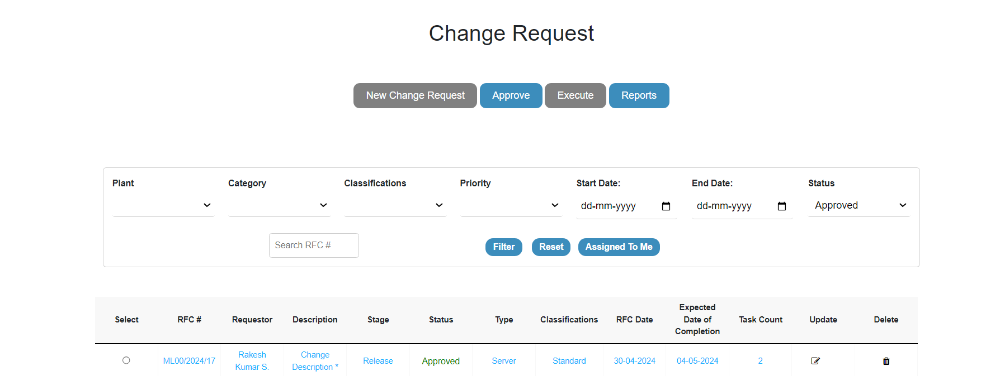 Change Request
New Change Request Approve Execute Reports
Plant Category Classifications Priority Start Date: End Date: Status
dd-mm-yyyy dd-mm-yyyy Approved
Search RFC # Filter Reset Assigned To Me
Select RFC # Requestor Description Stage Status Type Classifications RFC Date Expected Date of Completion Task Count Update Delete
ML00/2024/17 Rakesh Kumar S. Change Description * Release Approved Server Standard 30-04-2024 04-05-2024 2